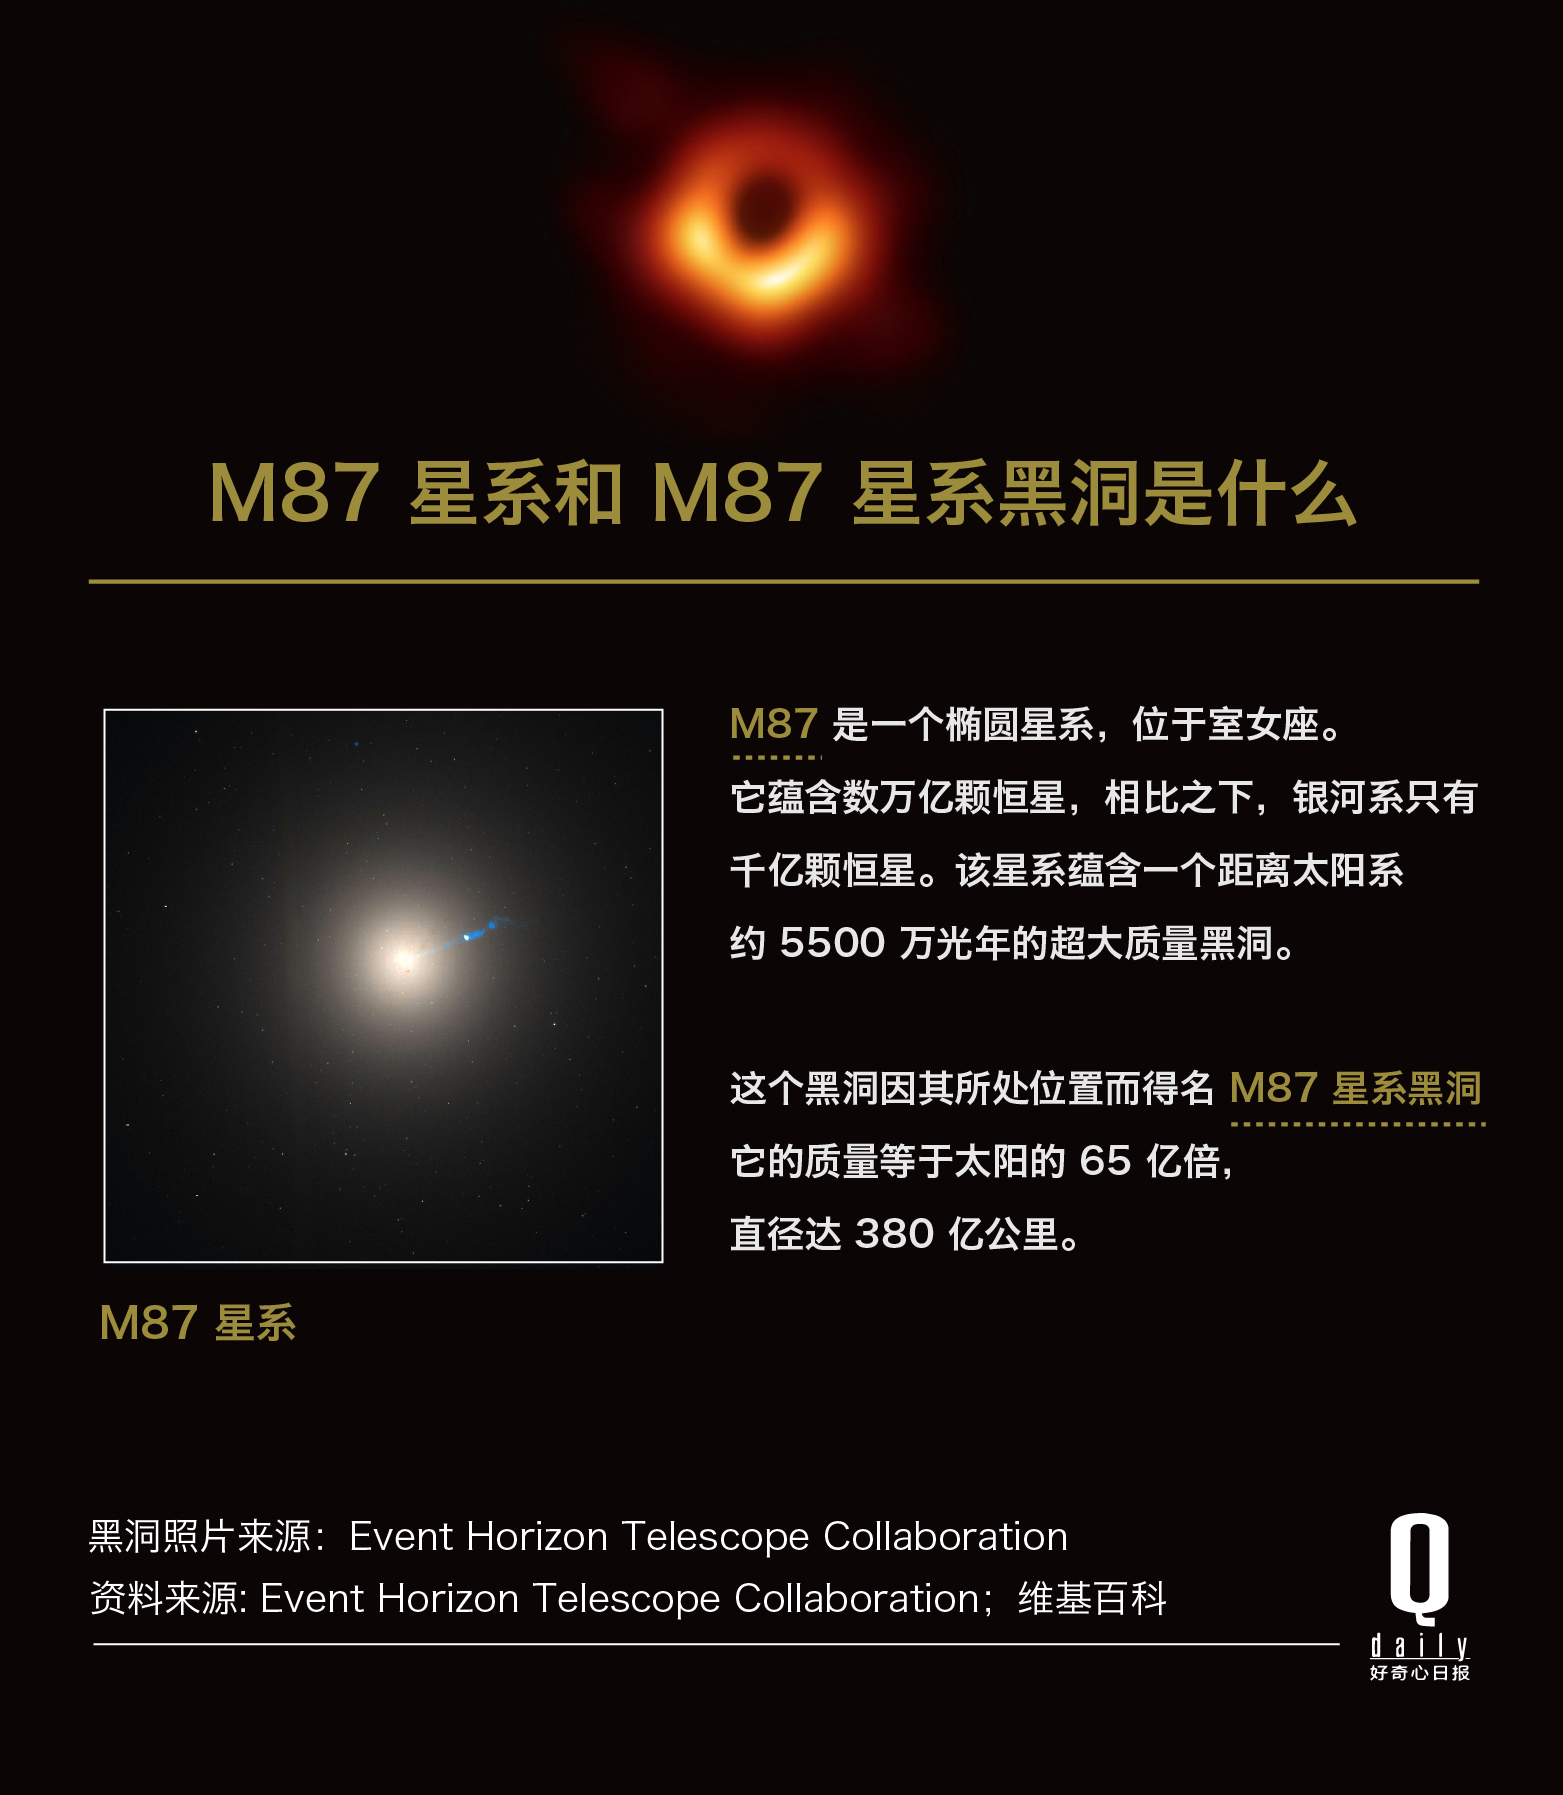 M87 星系和 M87 星系黑洞是什么
M87 是一个椭圆星系，位于室女座。
它蕴含数万亿颗恒星，相比之下，银河系只有
千亿颗恒星。该星系蕴含一个距离太阳系
约 5500 万光年的超大质量黑洞。
这个黑洞因其所处位置而得名 M87 星系黑洞
它的质量等于太阳的 65 亿倍，
直径达 380 亿公里。
M87 星系
黑洞照片来源：Event Horizon Telescope Collaboration
资料来源: Event Horizon Telescope Collaboration；维基百科
Q
daily
好奇心日报